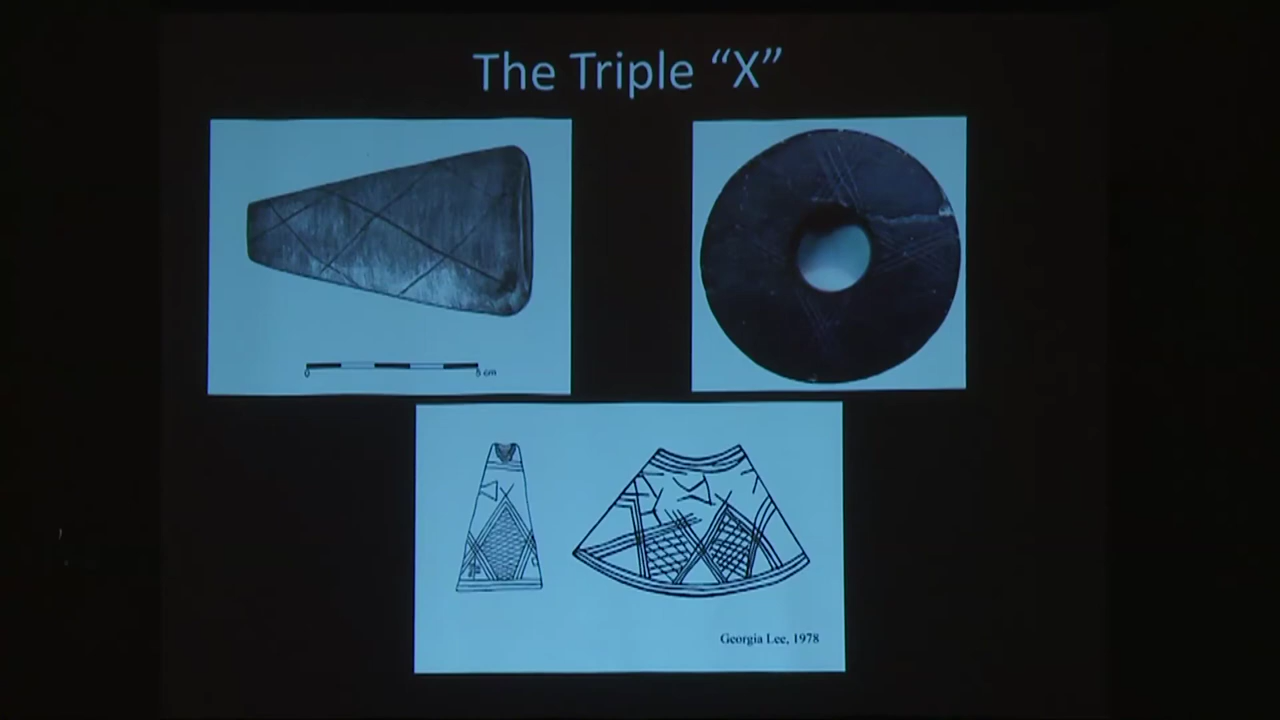 The Triple “X”
0 5 cm
Georgia Lee, 1978